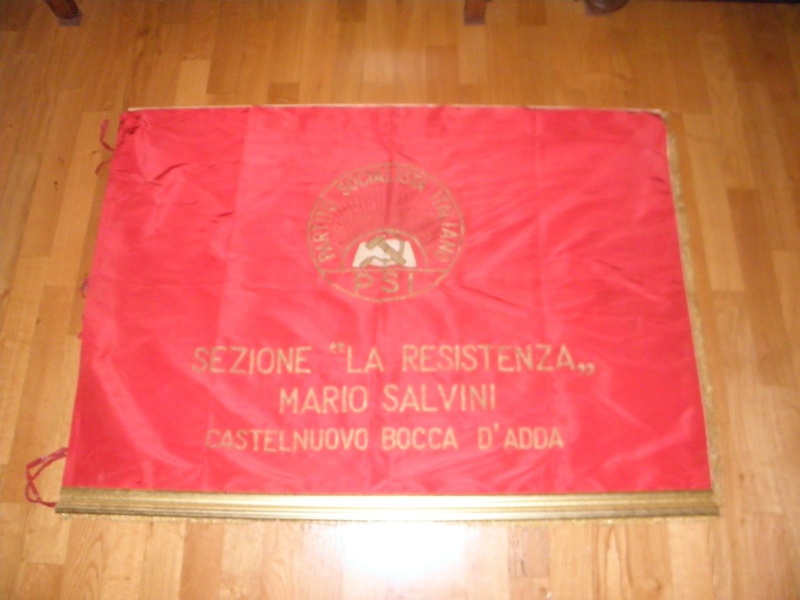 PARTITO SOCIALISTA ITALIANO
PSI
SEZIONE “LA RESISTENZA„
MARIO SALVINI
CASTELNUOVO BOCCA D'ADDA